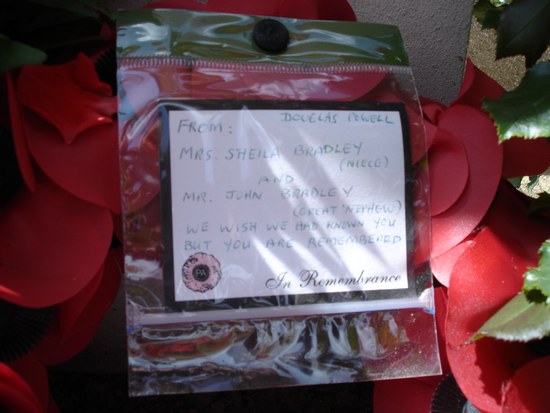 FROM: DOUGLAS POWELL
MRS. SHEILA BRADLEY
(NIECE)
AND
MR. JOHN BRADLEY
(GREAT NEPHEW)
WE WISH WE HAD KNOWN YOU
BUT YOU ARE REMEMBERED
PA
In Remembrance